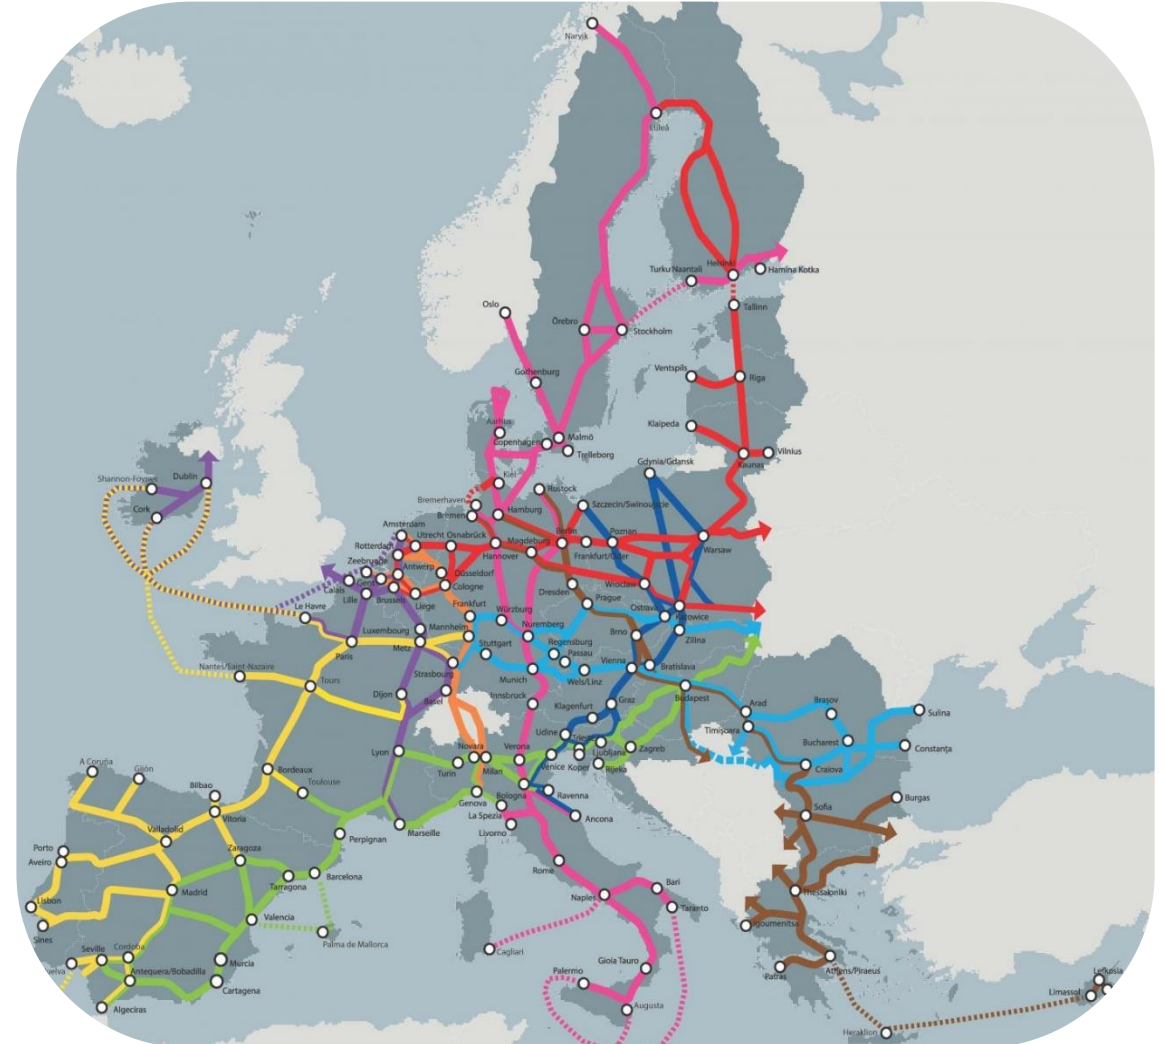 Narvik
Luleå
Helsinki
Turku Naantali
Hamina Kotka
Oslo
Tallinn
Örebro
Stockholm
Gothenburg
Ventspils
Riga
Aarhus
Klaipeda
Copenhagen
Malmö
Trelleborg
Vilnius
Kaunas
Gdynia/Gdansk
Shannon-Foynes
Dublin
Kiel
Rostock
Bremerhaven
Szczecin/Swinoujscie
Cork
Bremen
Hamburg
Amsterdam
Utrecht
Osnabrück
Berlin
Poznan
Rotterdam
Hannover
Magdeburg
Frankfurt/Oder
Warsaw
Zeebrugge
Antwerp
Düsseldorf
Calais
Gent
Cologne
Dresden
Wroclaw
Lille
Brussels
Liege
Prague
Le Havre
Frankfurt
Würzburg
Ostrava
Katowice
Luxembourg
Mannheim
Nuremberg
Brno
Zilina
Paris
Metz
Stuttgart
Regensburg
Passau
Nantes/Saint-Nazaire
Strasbourg
Munich
Wels/Linz
Vienna
Bratislava
Tours
Dijon
Basel
Innsbruck
Klagenfurt
Graz
Budapest
Arad
Braşov
Sulina
Timişoara
Udine
Lyon
Novara
Verona
Ljubljana
Zagreb
Bucharest
Constanţa
A Coruña
Gijón
Bordeaux
Turin
Milan
Venice
Koper
Rijeka
Craiova
Bilbao
Toulouse
Genova
Bologna
Ravenna
Burgas
Vitoria
La Spezia
Sofia
Valladolid
Marseille
Livorno
Ancona
Perpignan
Porto
Zaragoza
Aveiro
Rome
Tarragona
Barcelona
Madrid
Naples
Bari
Thessaloniki
Lisbon
Taranto
Valencia
Igoumenitsa
Sines
Palma de Mallorca
Seville
Cordoba
Cagliari
Murcia
Gioia Tauro
Antequera/Bobadilla
Palermo
Patras
Athens/Piraeus
Lefkosia
Cartagena
Limassol
Algeciras
Augusta
Heraklion